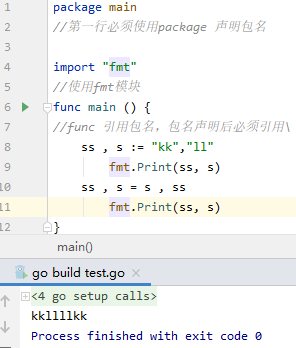 1 package main
2 //第一行必须使用package 声明包名
3
4 import "fmt"
5 //使用fmt模块
6 func main () {
7 //func 引用包名，包名声明后必须引用\
8 ss , s := "kk","ll"
9 fmt.Print(ss, s)
10 ss , s = s , ss
11 fmt.Print(ss, s)
12 }
main()
go build test.go ×
<4 go setup calls>
kkllllkk
Process finished with exit code 0